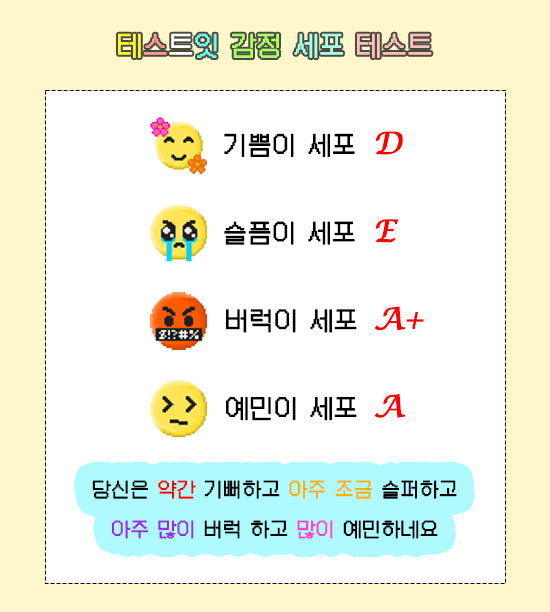 테스트잇 감정 세포 테스트
기쁨이 세포 D
슬픔이 세포 E
버럭이 세포 A+
$!?#%
예민이 세포 A
당신은 약간 기뻐하고 아주 조금 슬퍼하고
아주 많이 버럭 하고 많이 예민하네요